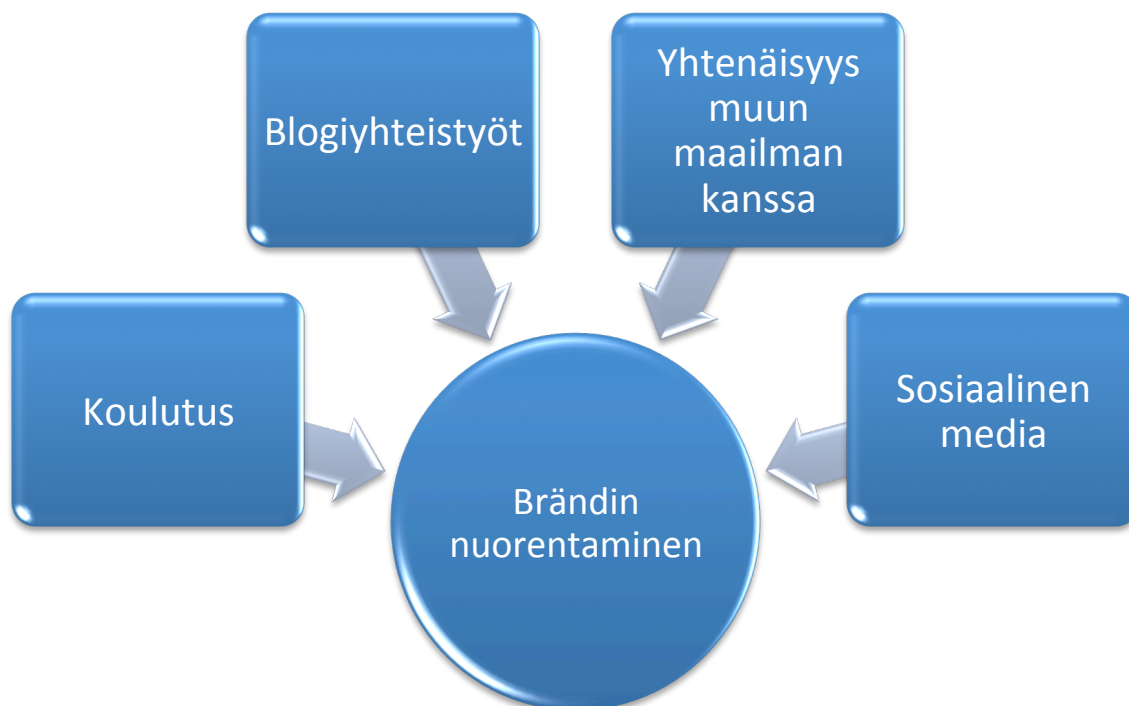 Blogiyhteistyöt
Yhtenäisyys
muun
maailman
kanssa
Koulutus
Sosiaalinen
media
Brändin
nuorentaminen